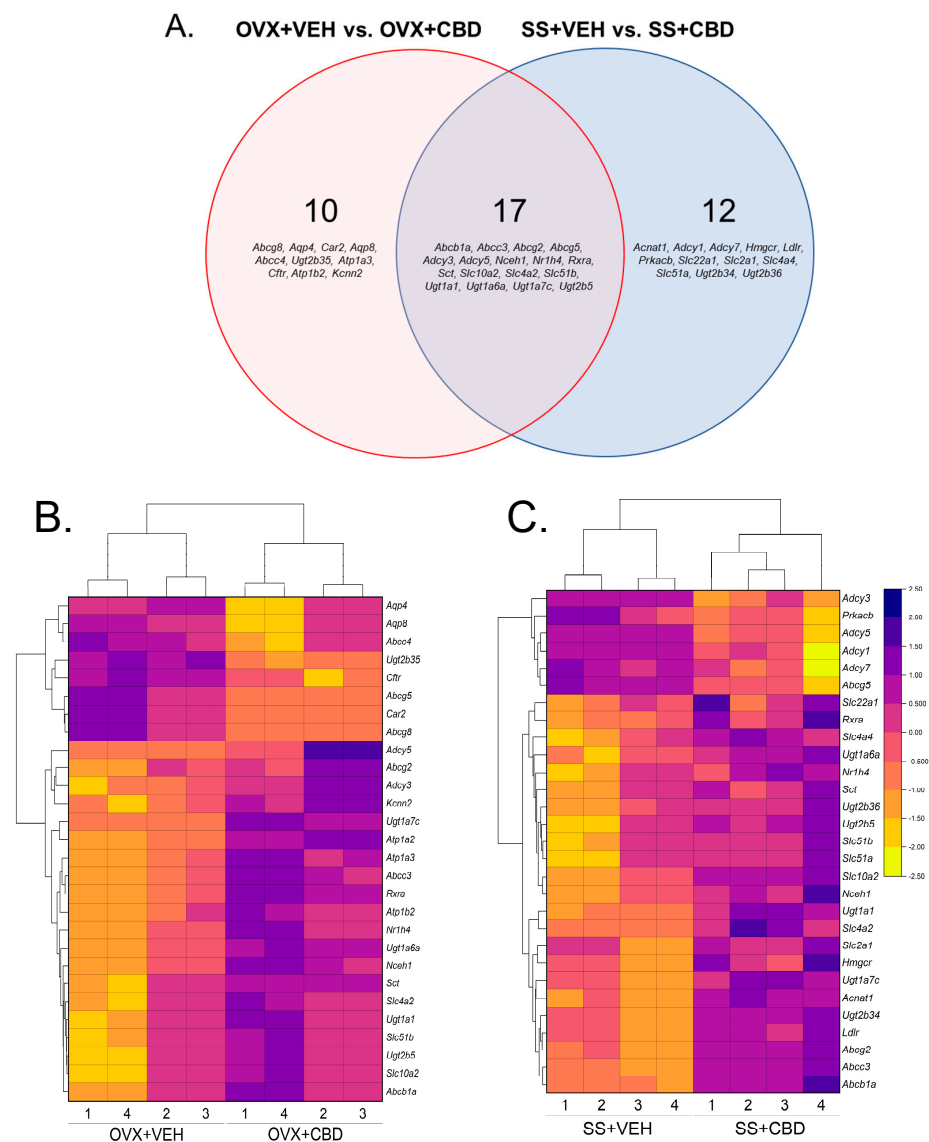 A.
OVX+VEH vs. OVX+CBD
SS+VEH vs. SS+CBD
10
Abcg8, Aqp4, Car2, Aqp8,
Abcc4, Ugt2b35, Atp1a3,
Cftr, Atp1b2, Kcnn2
17
Abcb1a, Abcc3, Abcg2, Abcg5,
Adcy3, Adcy5, Nceh1, Nr1h4, Rxra,
Sct, Slc10a2, Slc4a2, Slc51b,
Ugt1a1, Ugt1a6a, Ugt1a7c, Ugt2b5
12
Acnat1, Adcy1, Adcy7, Hmgcr, Ldlr,
Prkacb, Slc22a1, Slc2a1, Slc4a4,
Slc51a, Ugt2b34, Ugt2b36
B.
Aqp4
Aqp8
Abcc4
Ugt2b35
Cftr
Abcg5
Car2
Abcg8
Adcy5
Abcg2
Adcy3
Kcnn2
Ugt1a7c
Atp1a2
Atp1a3
Abcc3
Rxra
Atp1b2
Nr1h4
Ugt1a6a
Nceh1
Sct
Slc4a2
Ugt1a1
Slc51b
Ugt2b5
Slc10a2
Abcb1a
1 4 2 3 1 4 2 3
OVX+VEH OVX+CBD
C.
Adcy3
Prkacb
Adcy5
Adcy1
Adcy7
Abcg5
Slc22a1
Rxra
Slc4a4
Ugt1a6a
Nr1h4
Sct
Ugt2b36
Ugt2b5
Slc51b
Slc51a
Slc10a2
Nceh1
Ugt1a1
Slc4a2
Slc2a1
Hmgcr
Ugt1a7c
Acnat1
Ugt2b34
Ldlr
Abcg2
Abcc3
Abcb1a
1 2 3 4 1 2 3 4
SS+VEH SS+CBD
2.50
2.00
1.50
1.00
0.500
0.00
0.600
-1.00
-1.50
-2.00
-2.50